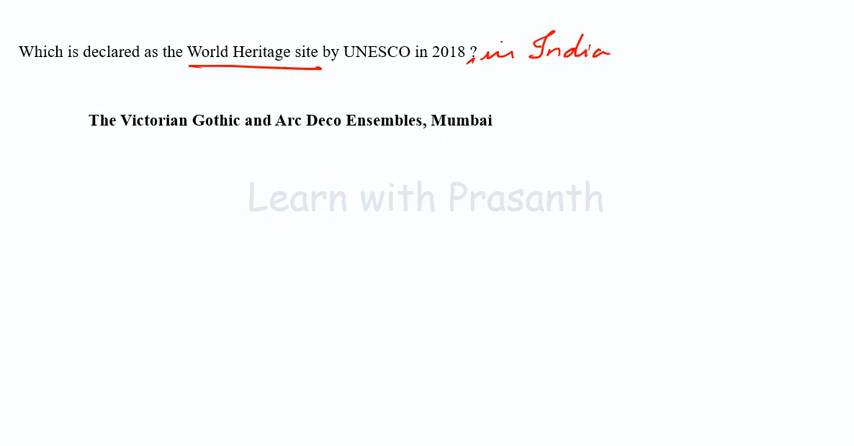 Which is declared as the World Heritage site by UNESCO in 2018 ? in India
The Victorian Gothic and Arc Deco Ensembles, Mumbai
Learn with Prasanth